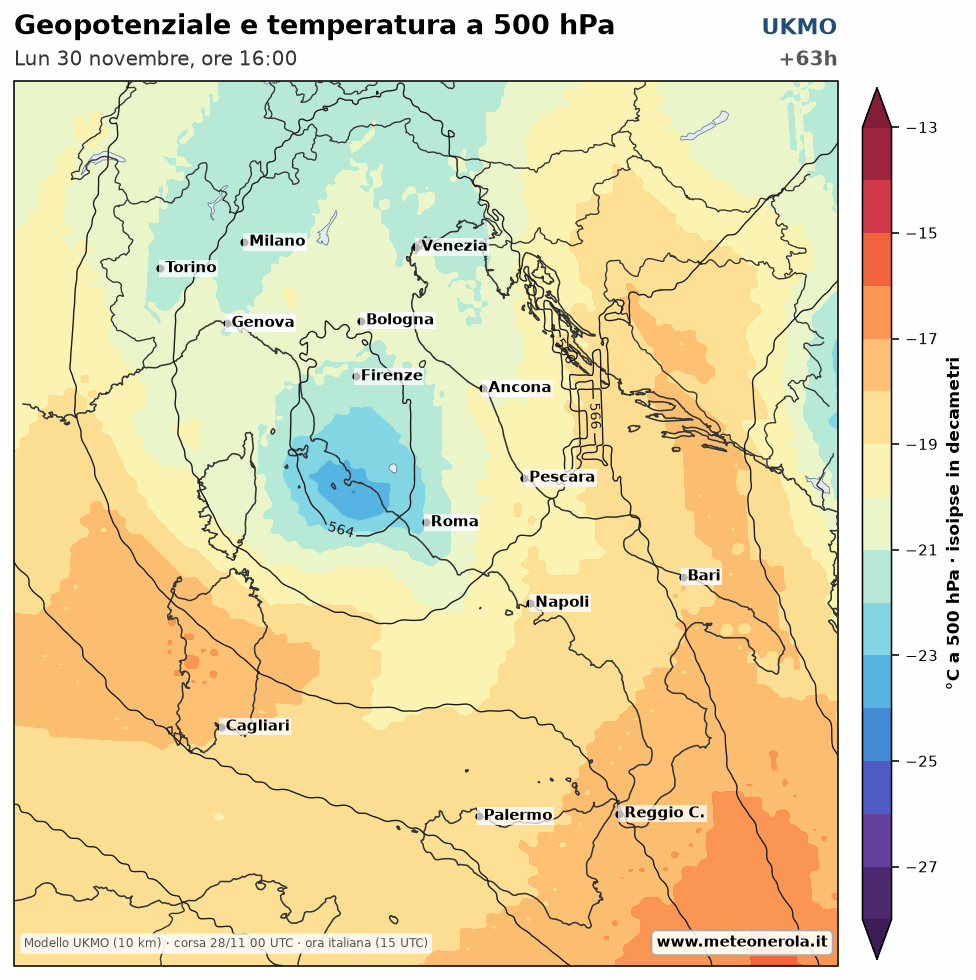 Geopotenziale e temperatura a 500 hPa
UKMO
Lun 30 novembre, ore 16:00
+63h
Milano
Venezia
Torino
Genova
Bologna
Firenze
Ancona
566
Pescara
564
Roma
Bari
Napoli
Cagliari
Palermo
Reggio C.
−13
−15
−17
−19
−21
−23
−25
−27
°C a 500 hPa · isoipse in decametri
Modello UKMO (10 km) · corsa 28/11 00 UTC · ora italiana (15 UTC)
www.meteonerola.it